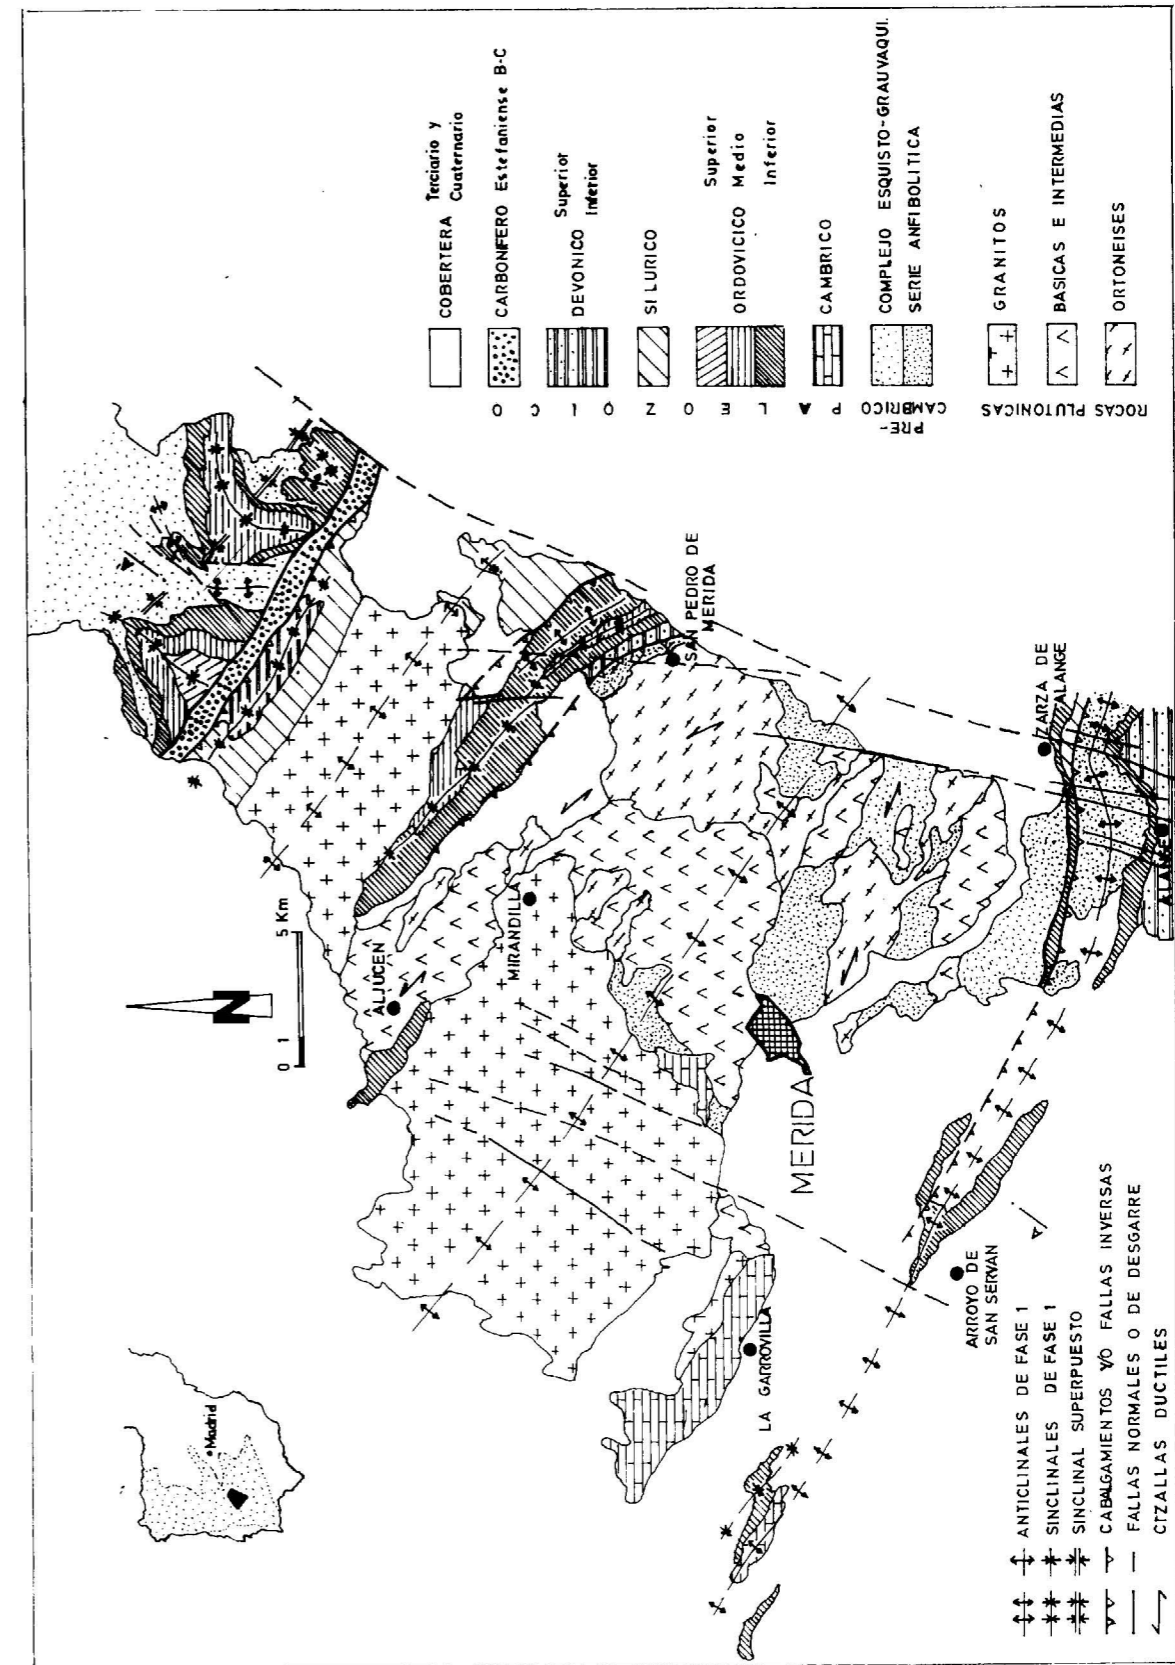 COBERTERA Terciario y
Cuaternario
CARBONIFERO Estefaniense B-C
DEVONICO Superior
Inferior
SILURICO
ORDOVICICO Superior
Medio
Inferior
CAMBRICO
COMPLEJO ESQUISTO-GRAUVAQUI.
SERIE ANFIBOLITICA
GRANITOS
BASICAS E INTERMEDIAS
ORTONEISES
PALEOZOICO
PRE-
CAMBRICO
ROCAS PLUTONICAS
N
0 1 5 Km
Madrid
ALJUCEN
MIRANDILLA
SAN PEDRO DE
MERIDA
ZARZA DE
ALANGE
MERIDA
LA GARROVILLA
ARROYO DE
SAN SERVAN
ANTICLINALES DE FASE 1
SINCLINALES DE FASE 1
SINCLINAL SUPERPUESTO
CABALGAMIENTOS Y/O FALLAS INVERSAS
FALLAS NORMALES O DE DESGARRE
CIZALLAS DUCTILES